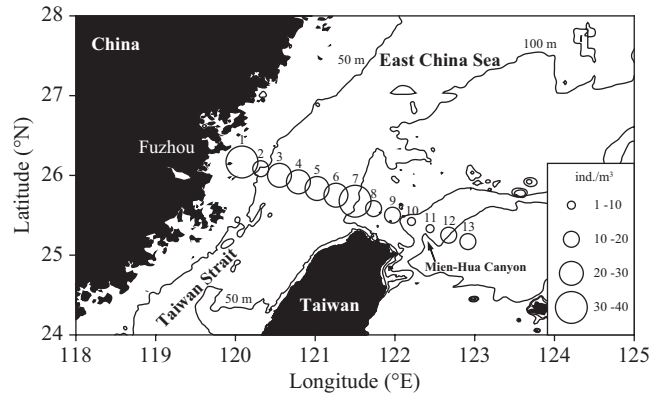 28
27
26
25
24
Latitude (°N)
118
119
120
121
122
123
124
125
Longitude (°E)
China
Fuzhou
50 m
East China Sea
100 m
1
2
3
4
5
6
7
8
9
10
11
12
13
Mien-Hua Canyon
Taiwan Strait
50 m
Taiwan
ind./m³
1 -10
10 -20
20 -30
30 -40